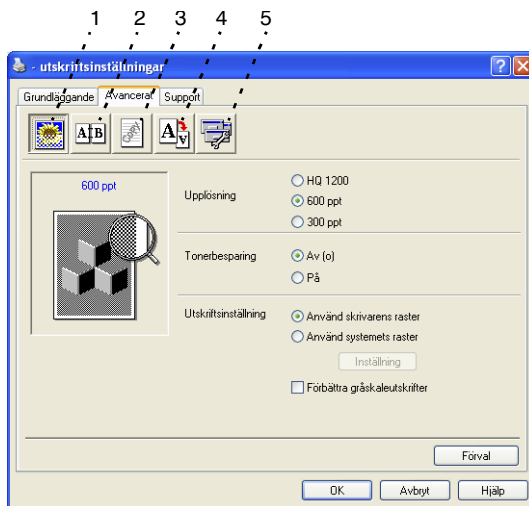 1 2 3 4 5
- utskriftsinställningar
Grundläggande Avancerat Support
A B COPY A V
600 ppt
Upplösning
HQ 1200
600 ppt
300 ppt
Tonerbesparing
Av (o)
På
Utskriftsinställning
Använd skrivarens raster
Använd systemets raster
Inställning
Förbättra gråskaleutskrifter
Förval
OK Avbryt Hjälp